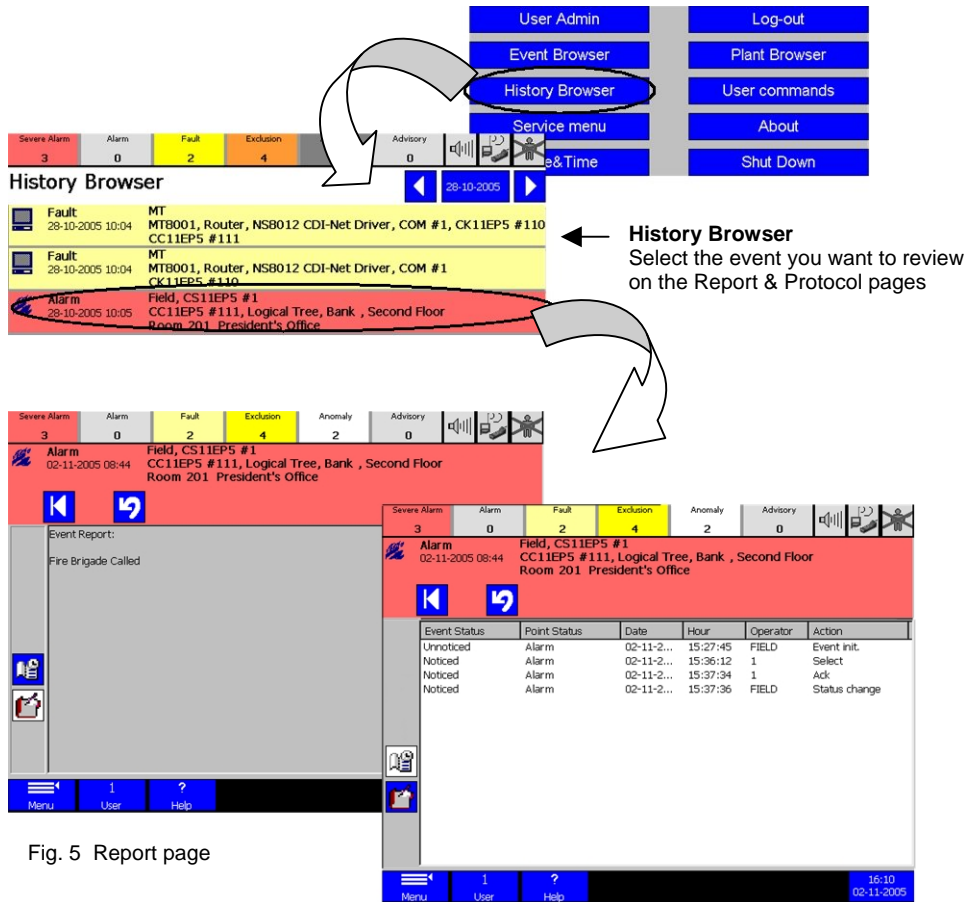 User Admin
Log-out
Event Browser
Plant Browser
History Browser
User commands
Service menu
About
e&Time
Shut Down
Severe Alarm Alarm Fault Exclusion Advisory
3 0 2 4 0
History Browser
28-10-2005
Fault MT
28-10-2005 10:04 MT8001, Router, NS8012 CDI-Net Driver, COM #1, CK11EP5 #110
CC11EP5 #111
Fault MT
28-10-2005 10:04 MT8001, Router, NS8012 CDI-Net Driver, COM #1
CK11EP5 #110
Alarm Field, CS11EP5 #1
28-10-2005 10:05 CC11EP5 #111, Logical Tree, Bank , Second Floor
Room 201 President's Office
History Browser
Select the event you want to review
on the Report & Protocol pages
Severe Alarm Alarm Fault Exclusion Anomaly Advisory
3 0 2 4 2 0
Alarm Field, CS11EP5 #1
02-11-2005 08:44 CC11EP5 #111, Logical Tree, Bank , Second Floor
Room 201 President's Office
Event Report:
Fire Brigade Called
Menu 1 User ? Help
Severe Alarm Alarm Fault Exclusion Anomaly Advisory
3 0 2 4 2 0
Alarm Field, CS11EP5 #1
02-11-2005 08:44 CC11EP5 #111, Logical Tree, Bank , Second Floor
Room 201 President's Office
Event Status Point Status Date Hour Operator Action
Unnoticed Alarm 02-11-2... 15:27:45 FIELD Event init.
Noticed Alarm 02-11-2... 15:36:12 1 Select
Noticed Alarm 02-11-2... 15:37:34 1 Ack
Noticed Alarm 02-11-2... 15:37:36 FIELD Status change
Menu 1 User ? Help
16:10
02-11-2005
Fig. 5 Report page